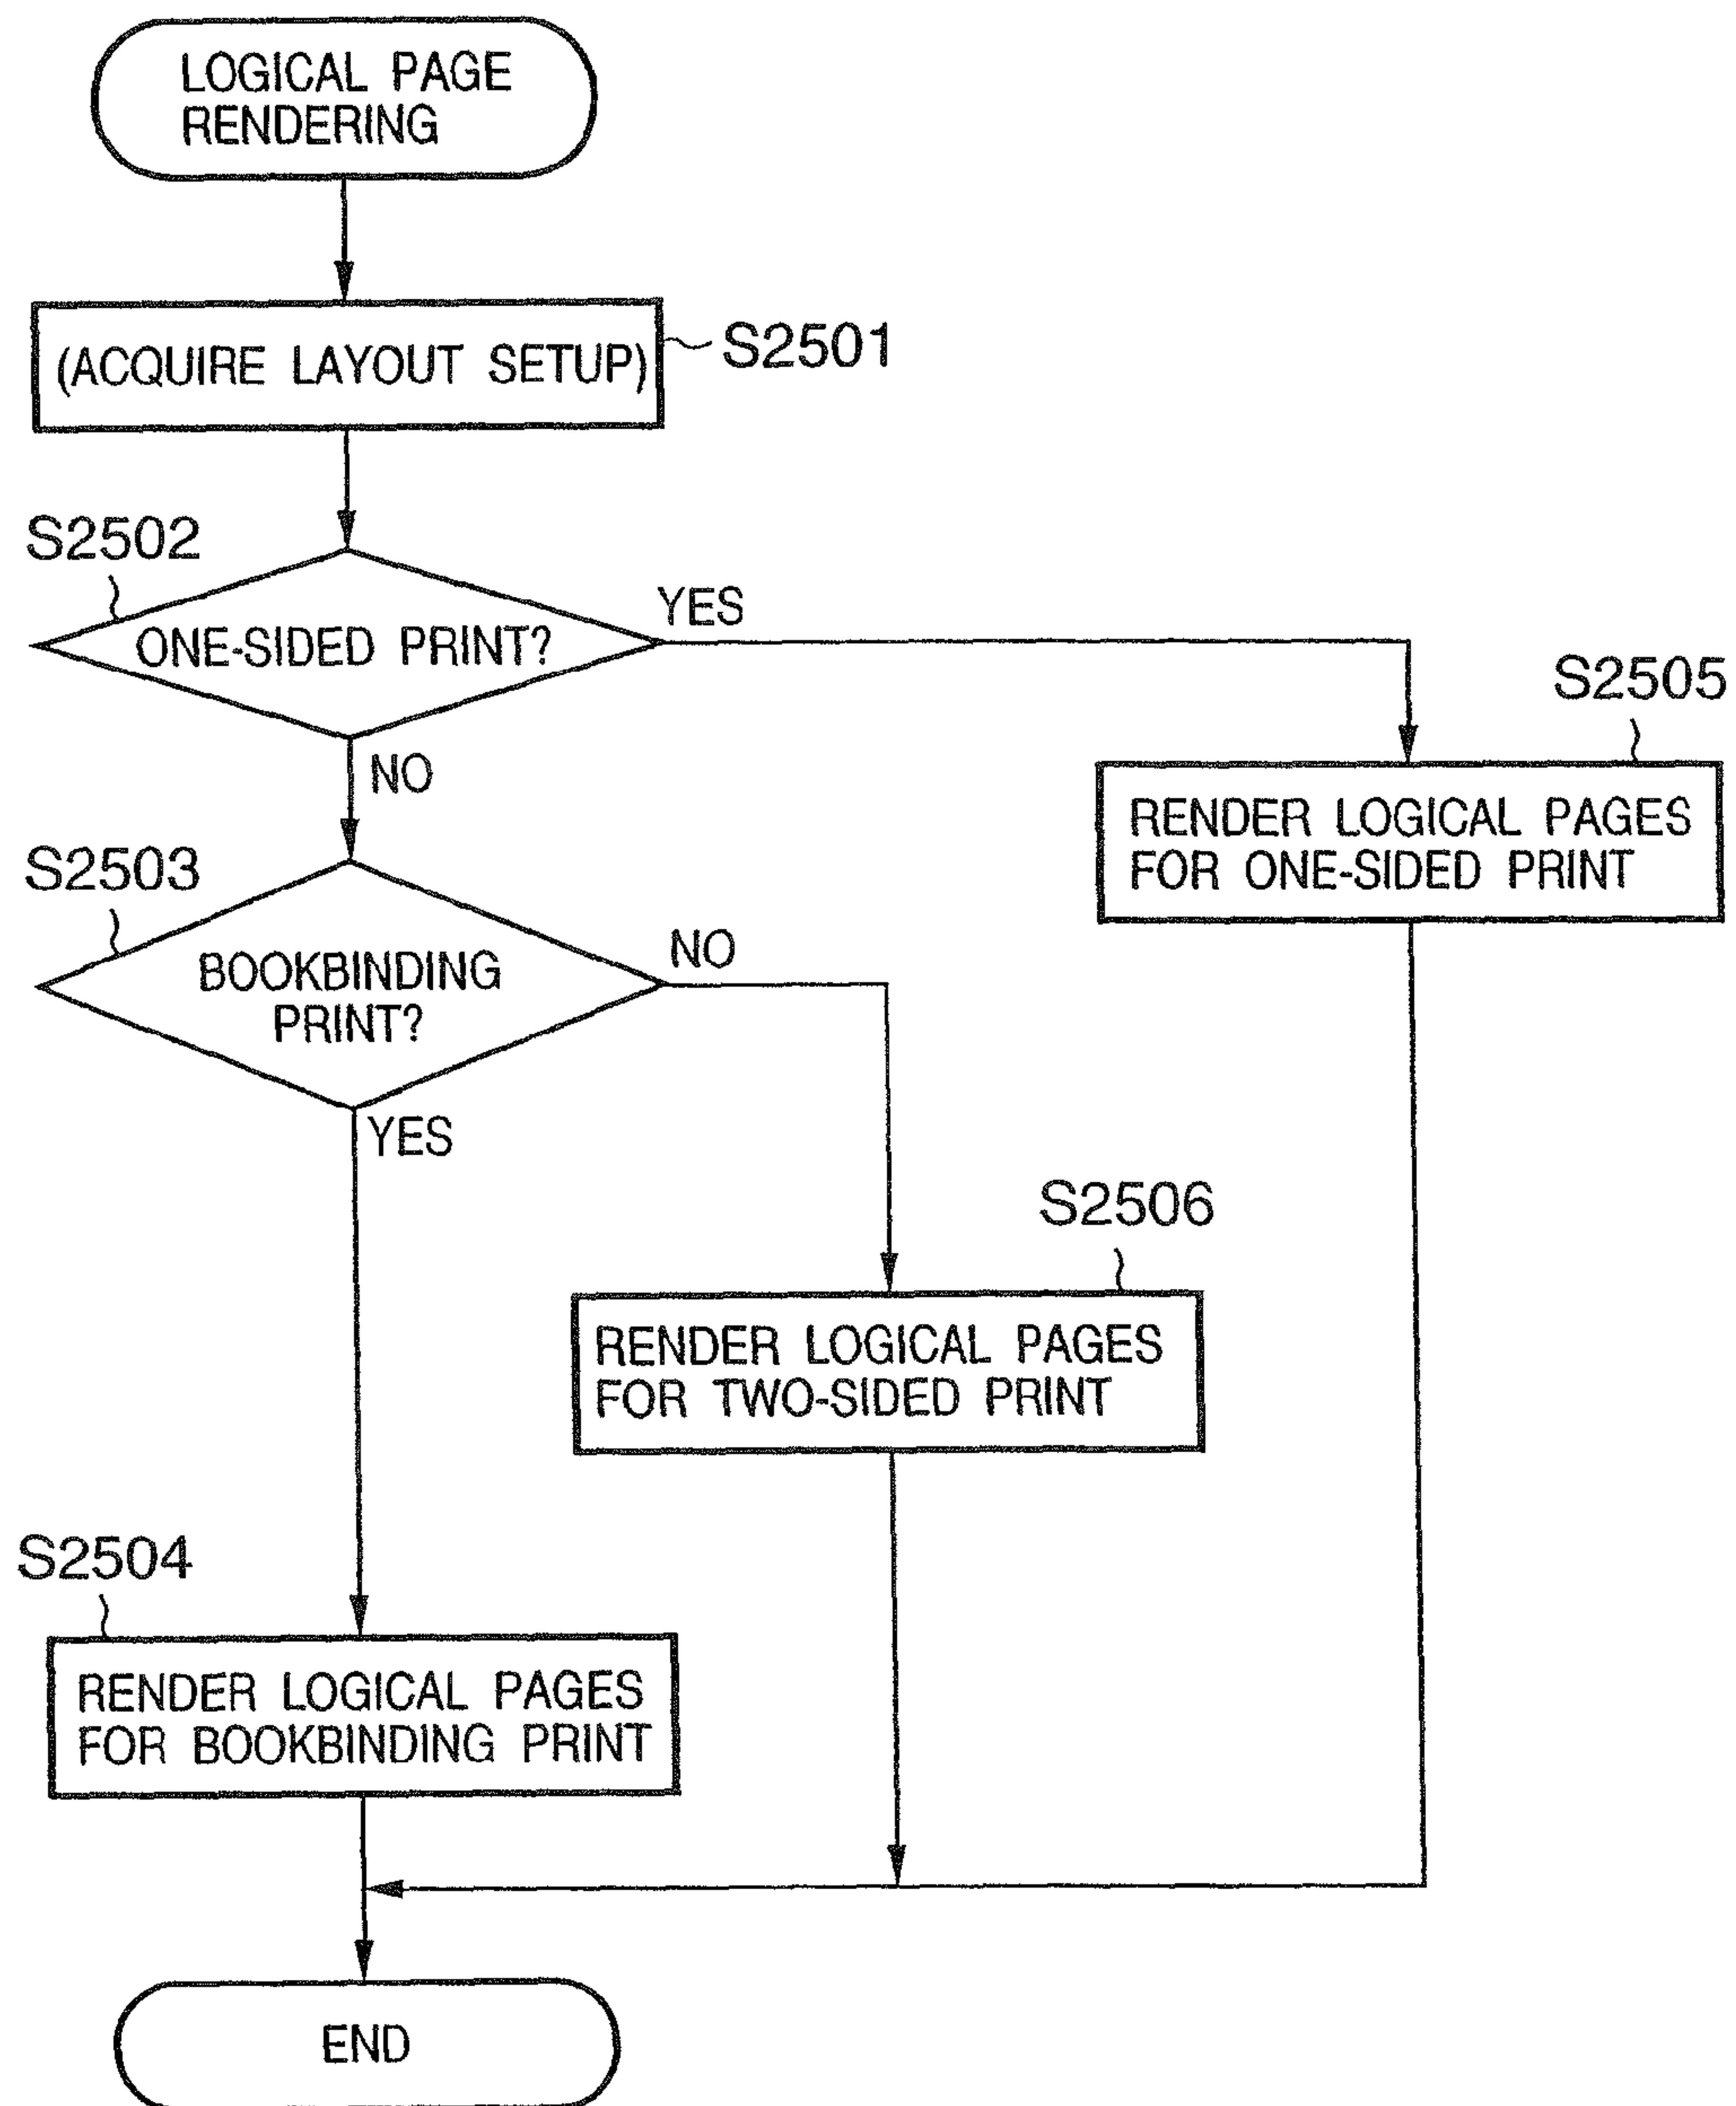 LOGICAL PAGE
RENDERING
(ACQUIRE LAYOUT SETUP)
S2501
S2502
ONE-SIDED PRINT?
YES
NO
S2505
RENDER LOGICAL PAGES
FOR ONE-SIDED PRINT
S2503
BOOKBINDING
PRINT?
NO
YES
S2506
RENDER LOGICAL PAGES
FOR TWO-SIDED PRINT
S2504
RENDER LOGICAL PAGES
FOR BOOKBINDING PRINT
END